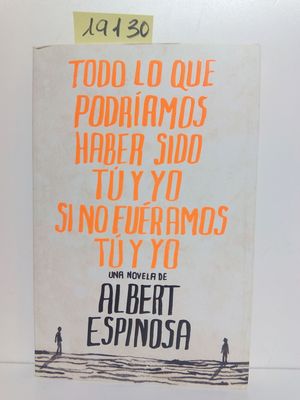 19130
TODO LO QUE
PODRÍAMOS
HABER SIDO
TÚ Y YO
SI NO FUÉRAMOS
TÚ Y YO
UNA NOVELA DE
ALBERT
ESPINOSA